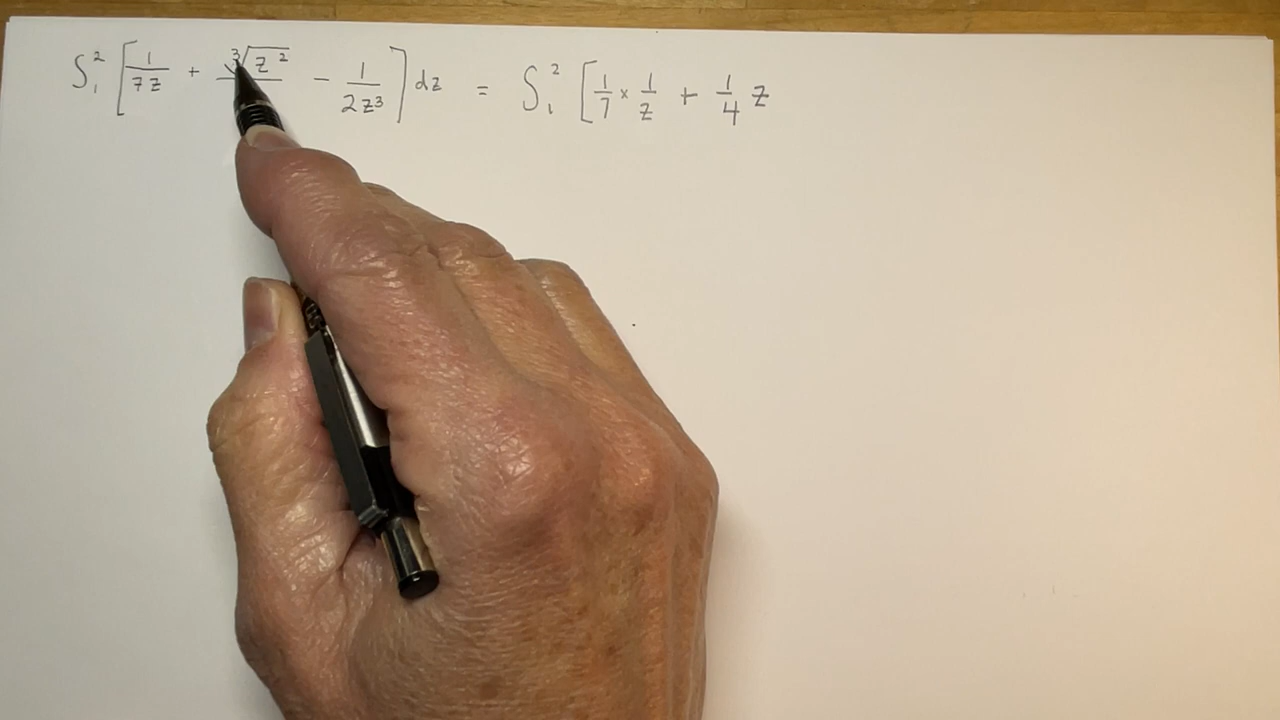 ∫₁² [1/7z + ∛z² − 1/2z³] dz = ∫₁² [1/7 × 1/z + 1/4 z